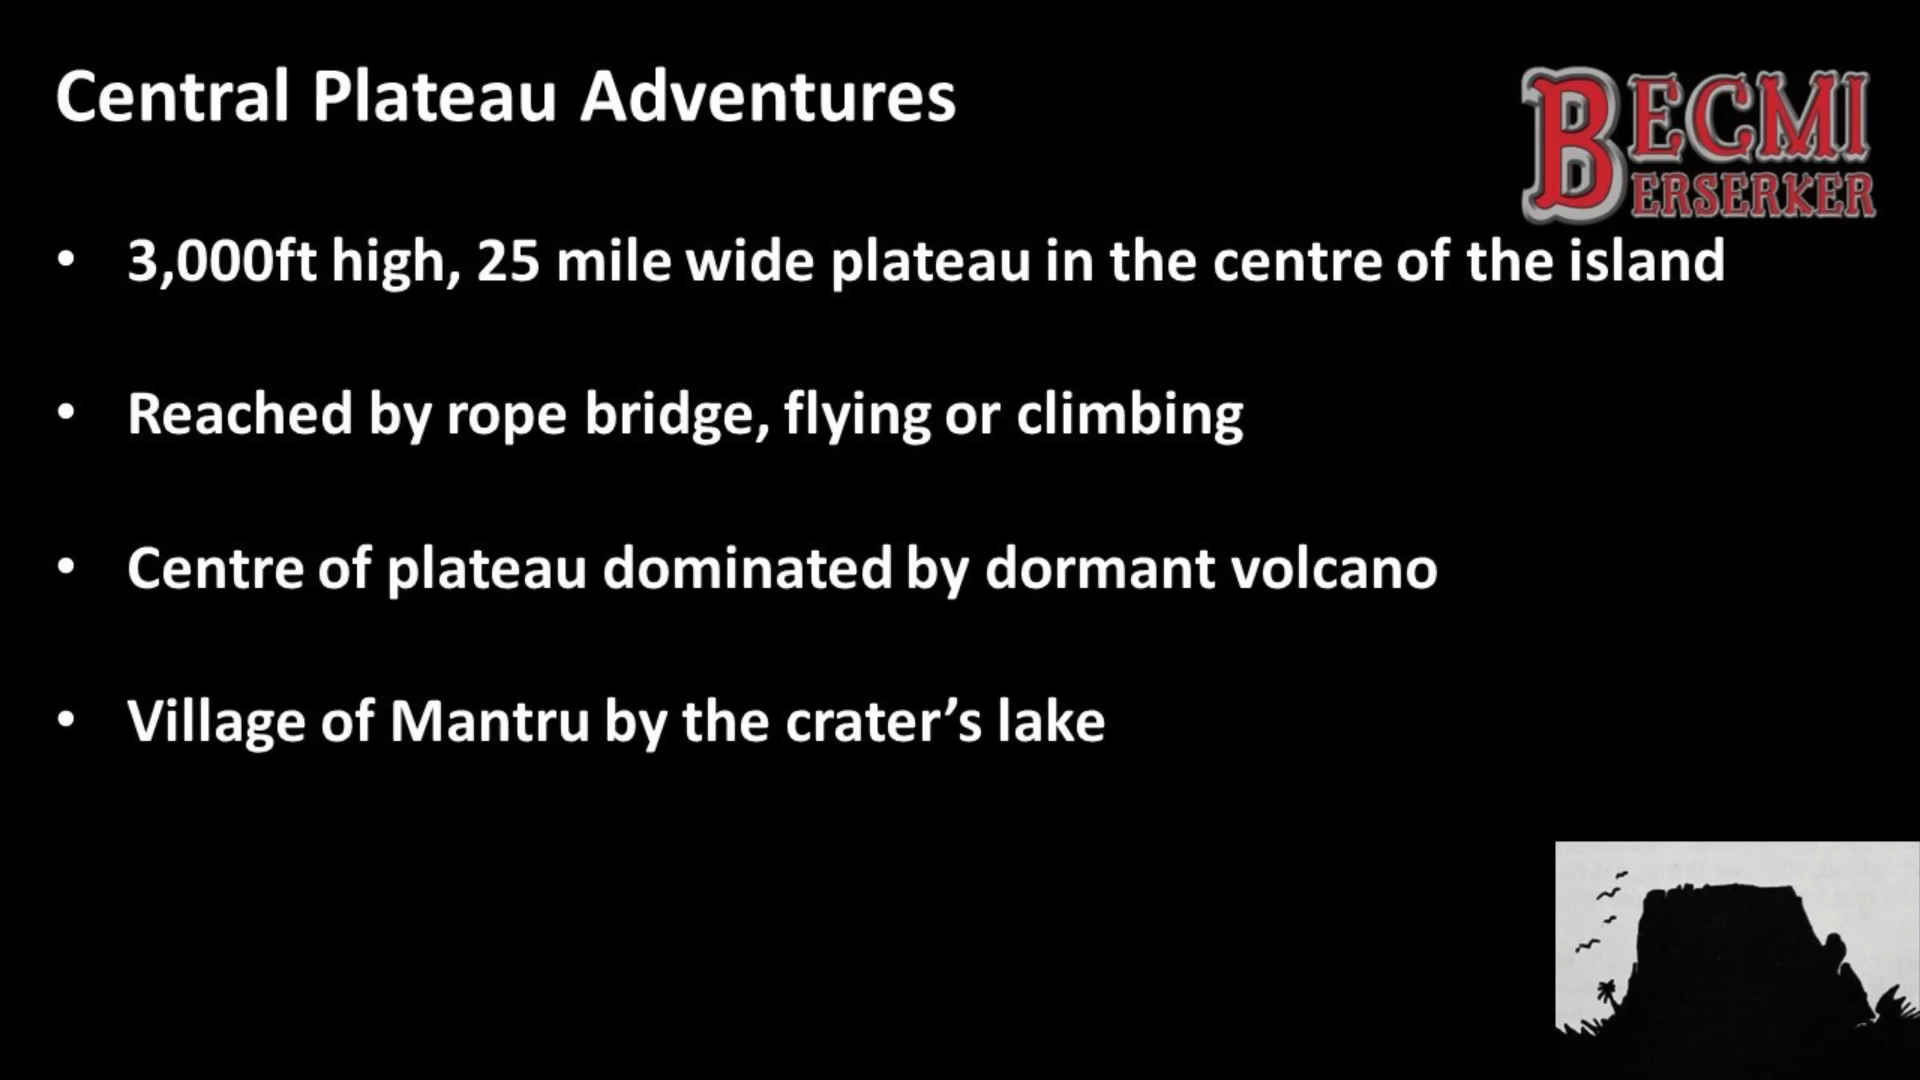 Central Plateau Adventures
BECMI
BERSERKER
• 3,000ft high, 25 mile wide plateau in the centre of the island
• Reached by rope bridge, flying or climbing
• Centre of plateau dominated by dormant volcano
• Village of Mantru by the crater’s lake